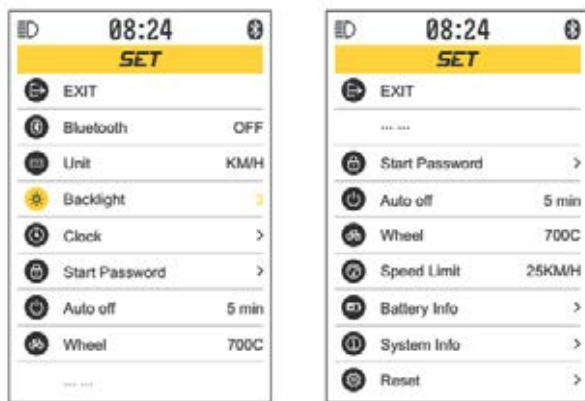 08:24
SET
EXIT
Bluetooth OFF
Unit KM/H
Backlight 3
Clock >
Start Password >
Auto off 5 min
Wheel 700C
... ...
08:24
SET
EXIT
... ...
Start Password >
Auto off 5 min
Wheel 700C
Speed Limit 25KM/H
Battery Info >
System Info >
Reset >